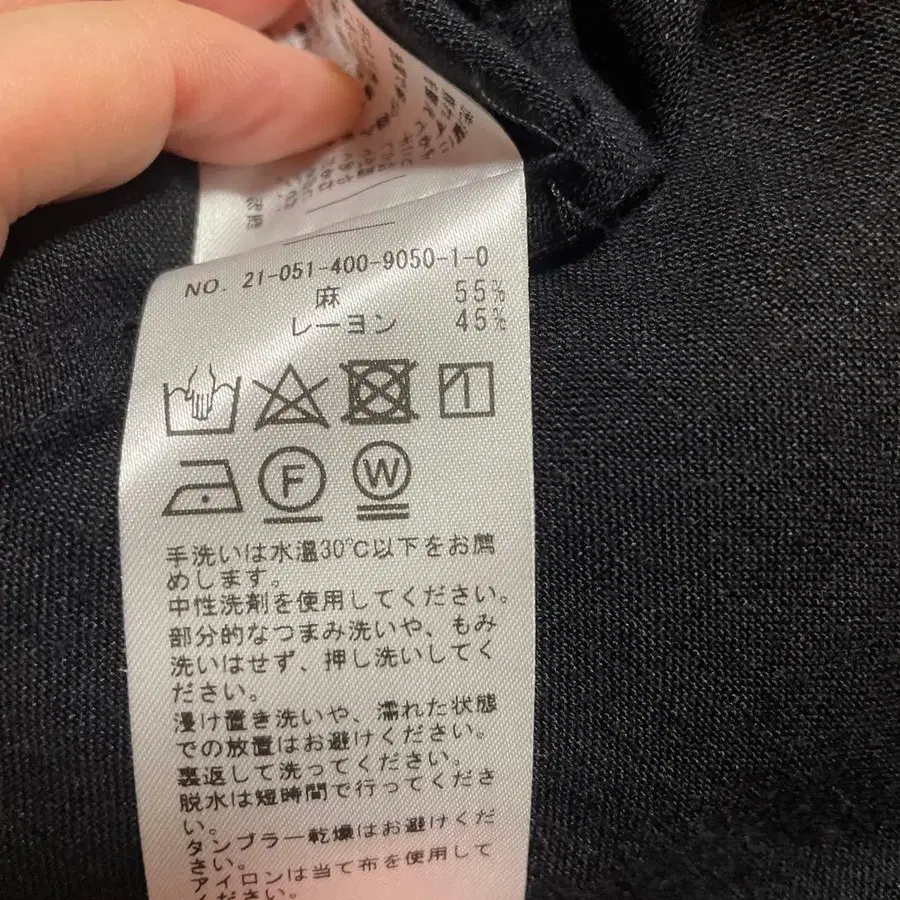 NO. 21-051-400-9050-1-0
麻 55%
レーヨン 45%
F W
手洗いは水温30℃以下をお薦
めします。
中性洗剤を使用してください。
部分的なつまみ洗いや、もみ
洗いはせず、押し洗いしてく
ださい。
浸け置き洗いや、濡れた状態
での放置はお避けください。
裏返して洗ってください。
脱水は短時間で行ってくださ
い。
タンブラー乾燥はお避けくだ
さい。
アイロンは当て布を使用して
ください。